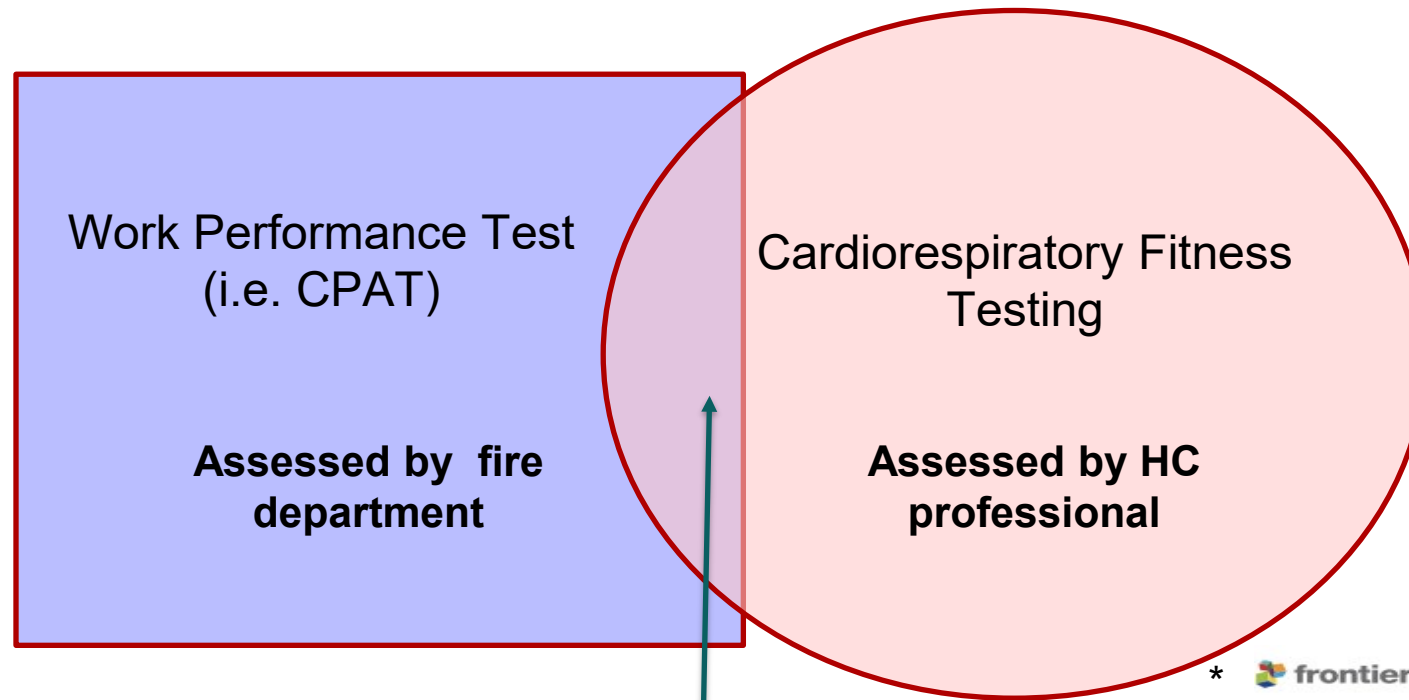 Work Performance Test
(i.e. CPAT)
Cardiorespiratory Fitness
Testing
Assessed by fire
department
Assessed by HC
professional
* frontier